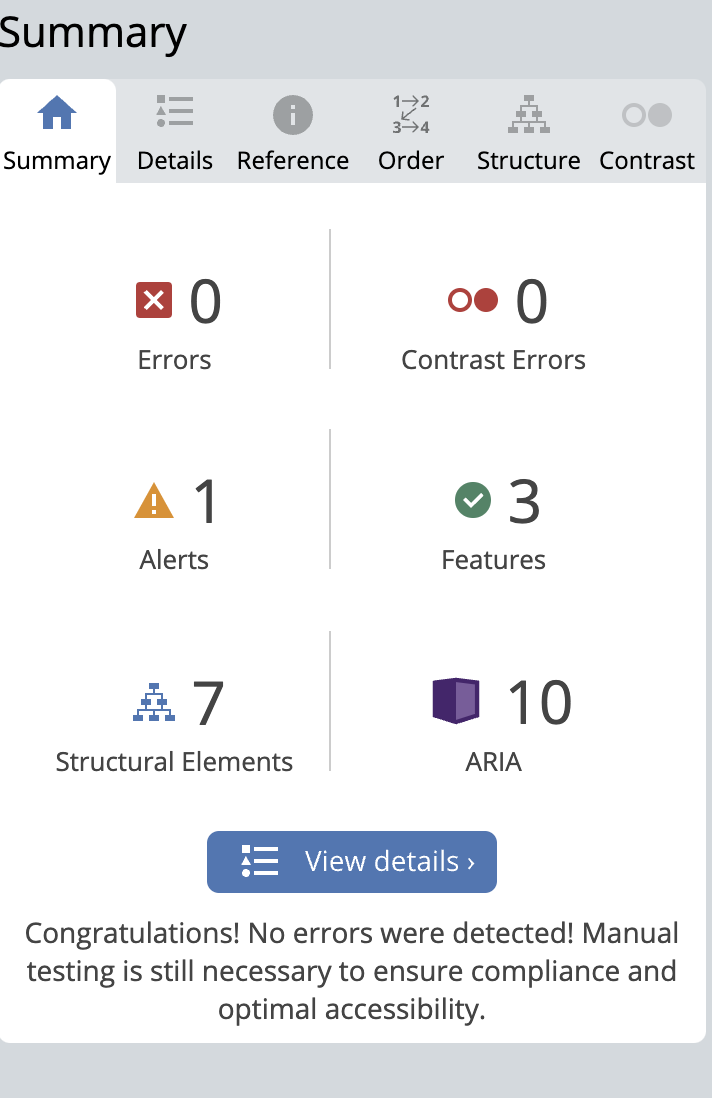 Summary
Summary Details Reference Order Structure Contrast
1→2
3→4
0 0
Errors Contrast Errors
1 3
Alerts Features
7 10
Structural Elements ARIA
View details ›
Congratulations! No errors were detected! Manual
testing is still necessary to ensure compliance and
optimal accessibility.